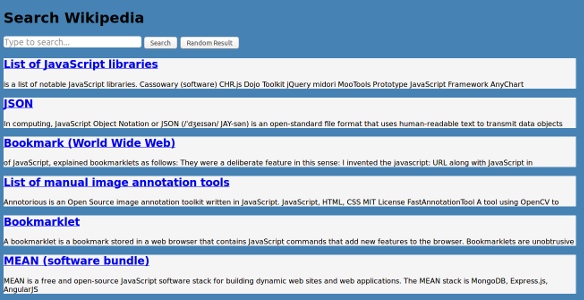 Search Wikipedia
Type to search...
Search
Random Result
List of JavaScript libraries
is a list of notable JavaScript libraries. Cassowary (software) CHR.js Dojo Toolkit jQuery midori MooTools Prototype JavaScript Framework AnyChart
JSON
In computing, JavaScript Object Notation or JSON (/ˈdʒeɪsən/ JAY-sən) is an open-standard file format that uses human-readable text to transmit data objects
Bookmark (World Wide Web)
of JavaScript, explained bookmarklets as follows: They were a deliberate feature in this sense: I invented the javascript: URL along with JavaScript in
List of manual image annotation tools
Annotorious is an Open Source image annotation toolkit written in JavaScript. JavaScript, HTML, CSS MIT License FastAnnotationTool A tool using OpenCV to
Bookmarklet
A bookmarklet is a bookmark stored in a web browser that contains JavaScript commands that add new features to the browser. Bookmarklets are unobtrusive
MEAN (software bundle)
MEAN is a free and open-source JavaScript software stack for building dynamic web sites and web applications. The MEAN stack is MongoDB, Express.js,
AngularJS